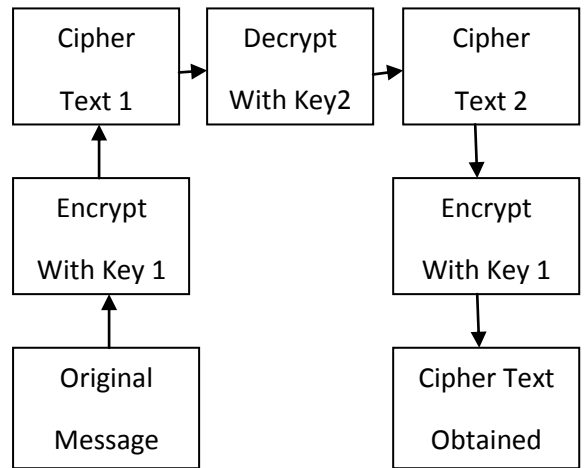 Cipher
Text 1
Decrypt
With Key2
Cipher
Text 2
Encrypt
With Key 1
Encrypt
With Key 1
Original
Message
Cipher Text
Obtained